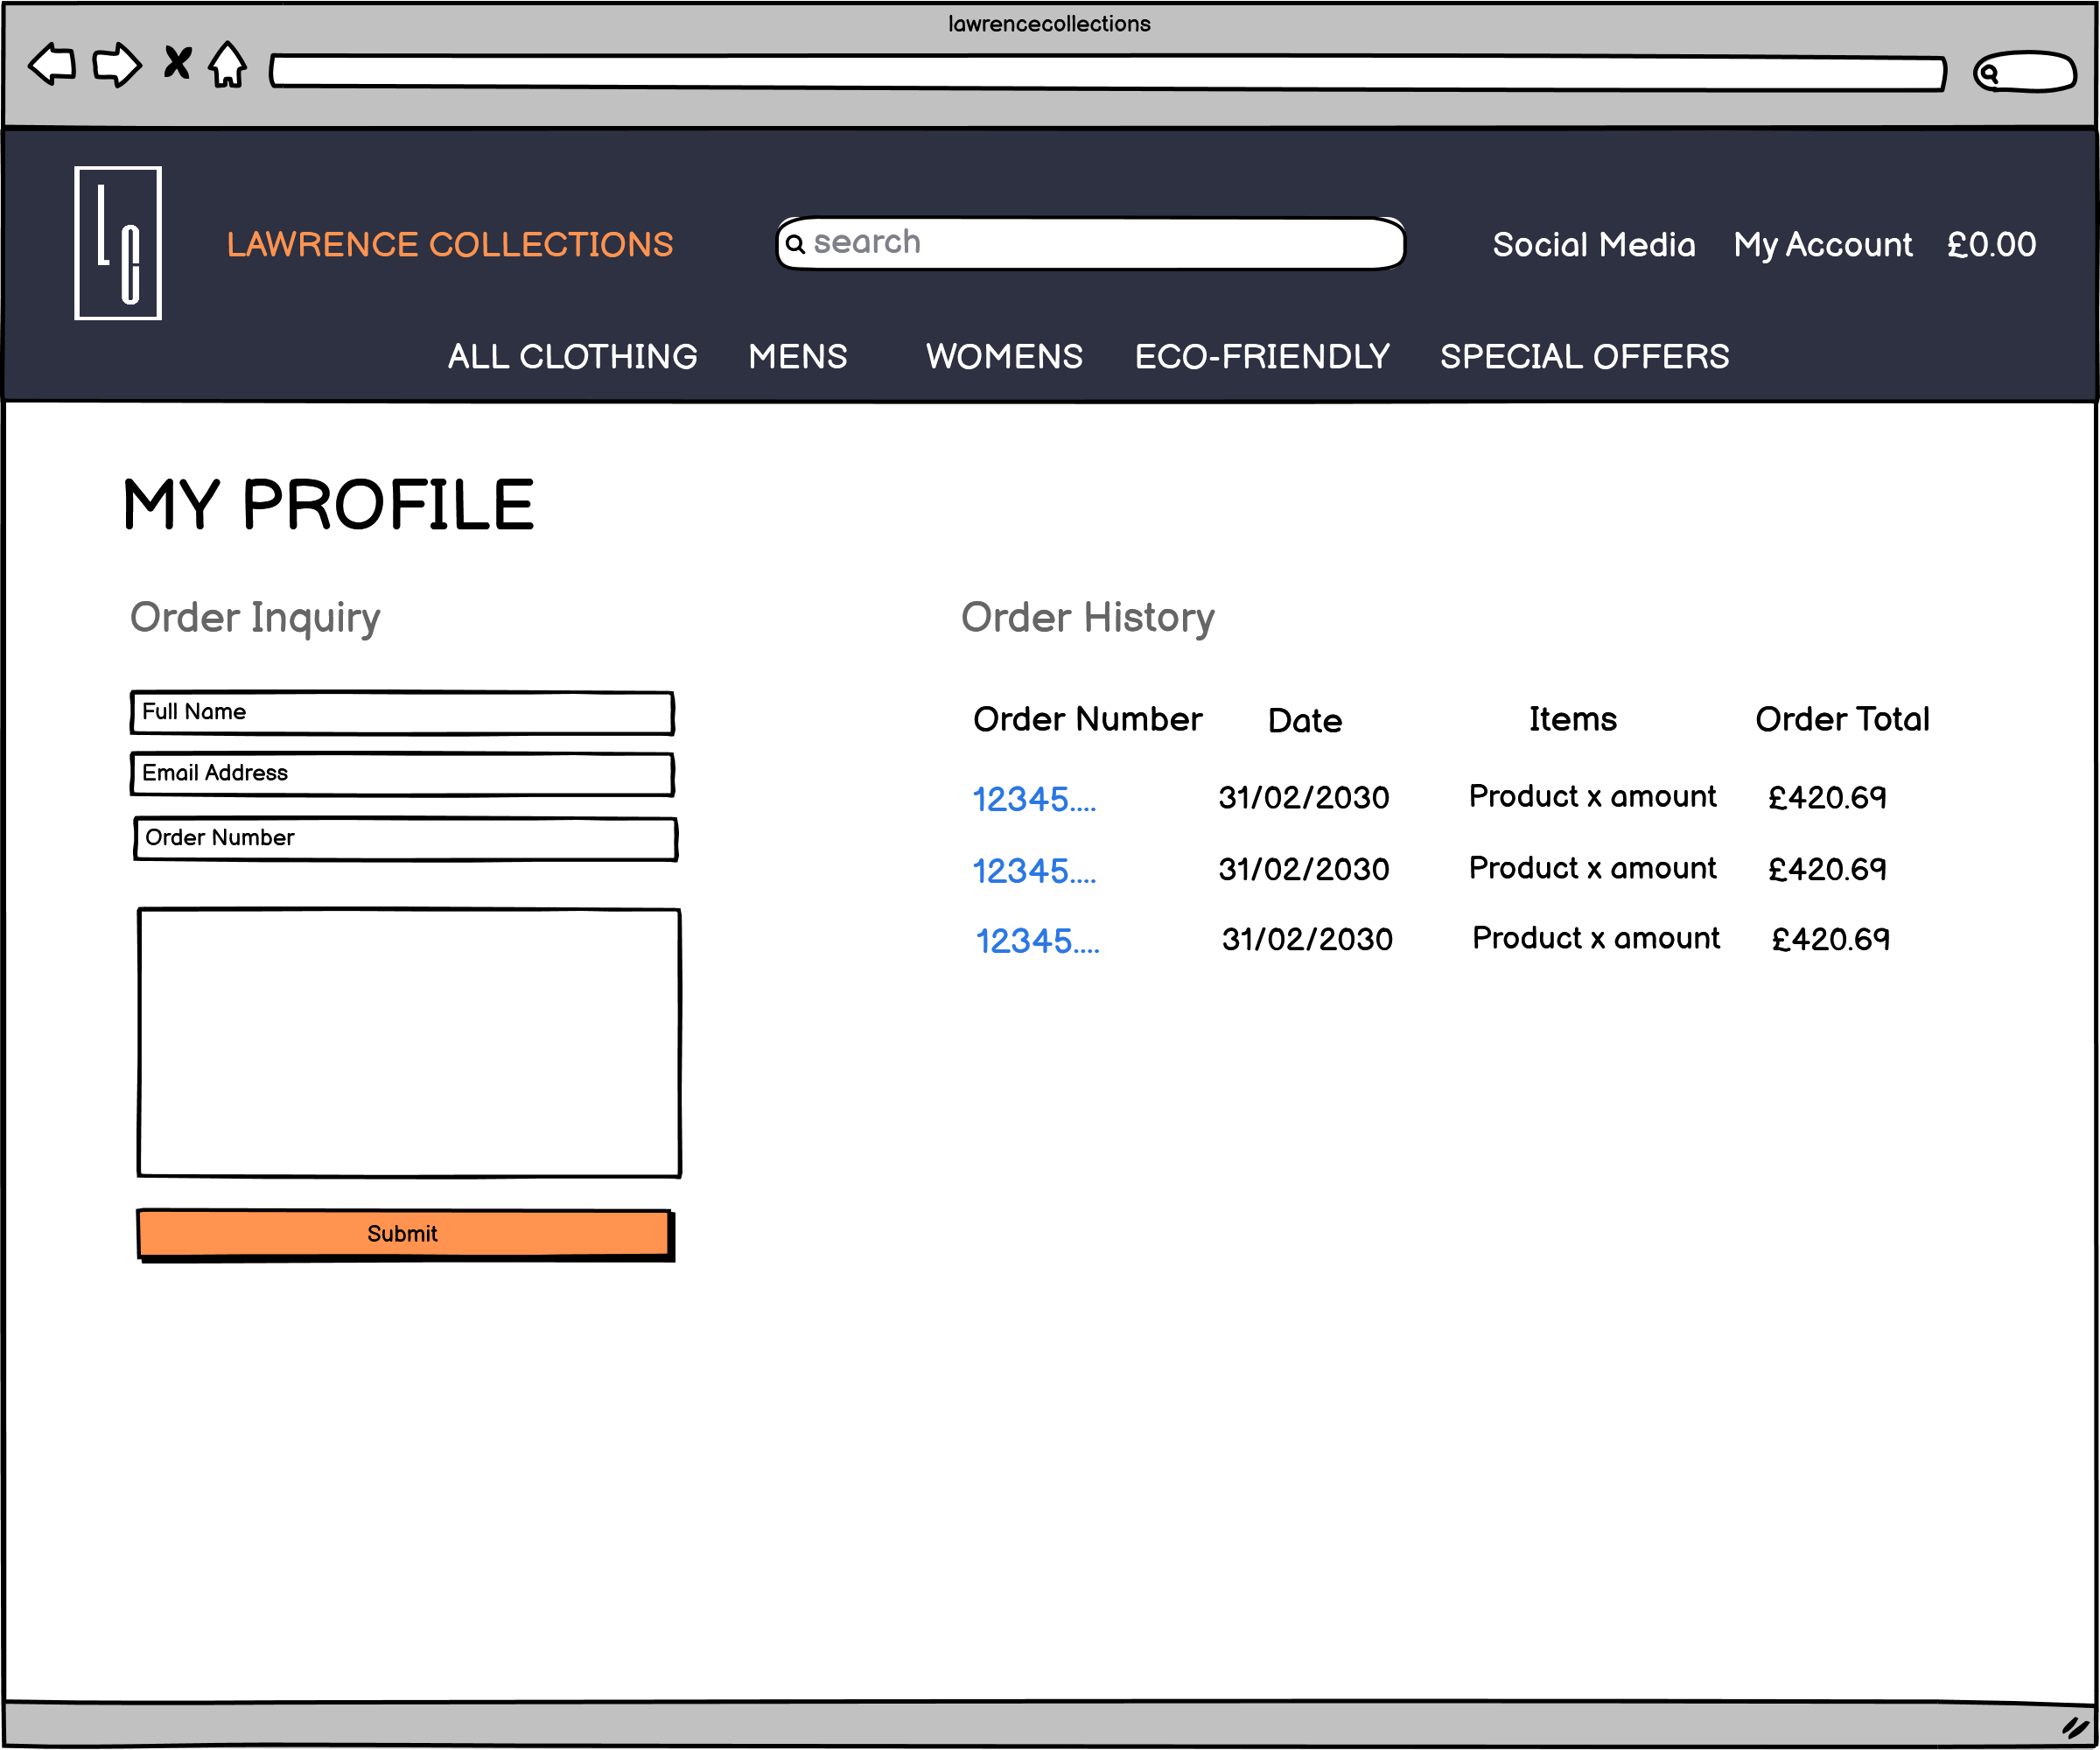 lawrencecollections
LAWRENCE COLLECTIONS
search
Social Media My Account £0.00
ALL CLOTHING MENS WOMENS ECO-FRIENDLY SPECIAL OFFERS
MY PROFILE
Order Inquiry
Full Name
Email Address
Order Number
Submit
Order History
Order Number Date Items Order Total
12345.... 31/02/2030 Product x amount £420.69
12345.... 31/02/2030 Product x amount £420.69
12345.... 31/02/2030 Product x amount £420.69